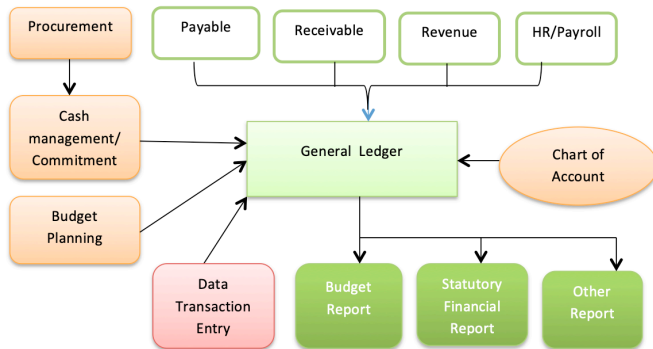 Procurement
Payable
Receivable
Revenue
HR/Payroll
Cash
management/
Commitment
General Ledger
Chart of
Account
Budget
Planning
Data
Transaction
Entry
Budget
Report
Statutory
Financial
Report
Other
Report